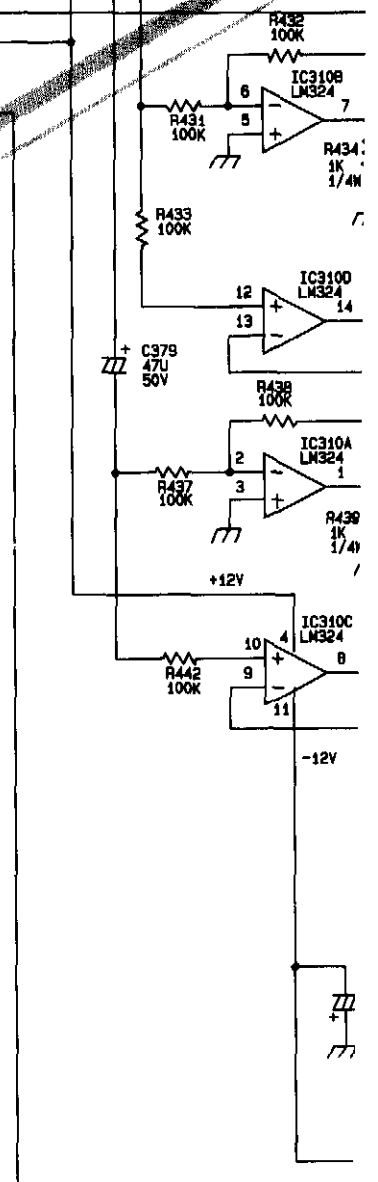 R432
100K
IC310B
LM324
6
7
R431
100K
5
R434
1K
1/4W
R433
100K
IC310D
LM324
12
14
13
C379
47U
50V
R438
100K
IC310A
LM324
2
1
R437
100K
3
R439
1K
1/4W
+12V
IC310C
LM324
4
10
8
9
R442
100K
11
-12V